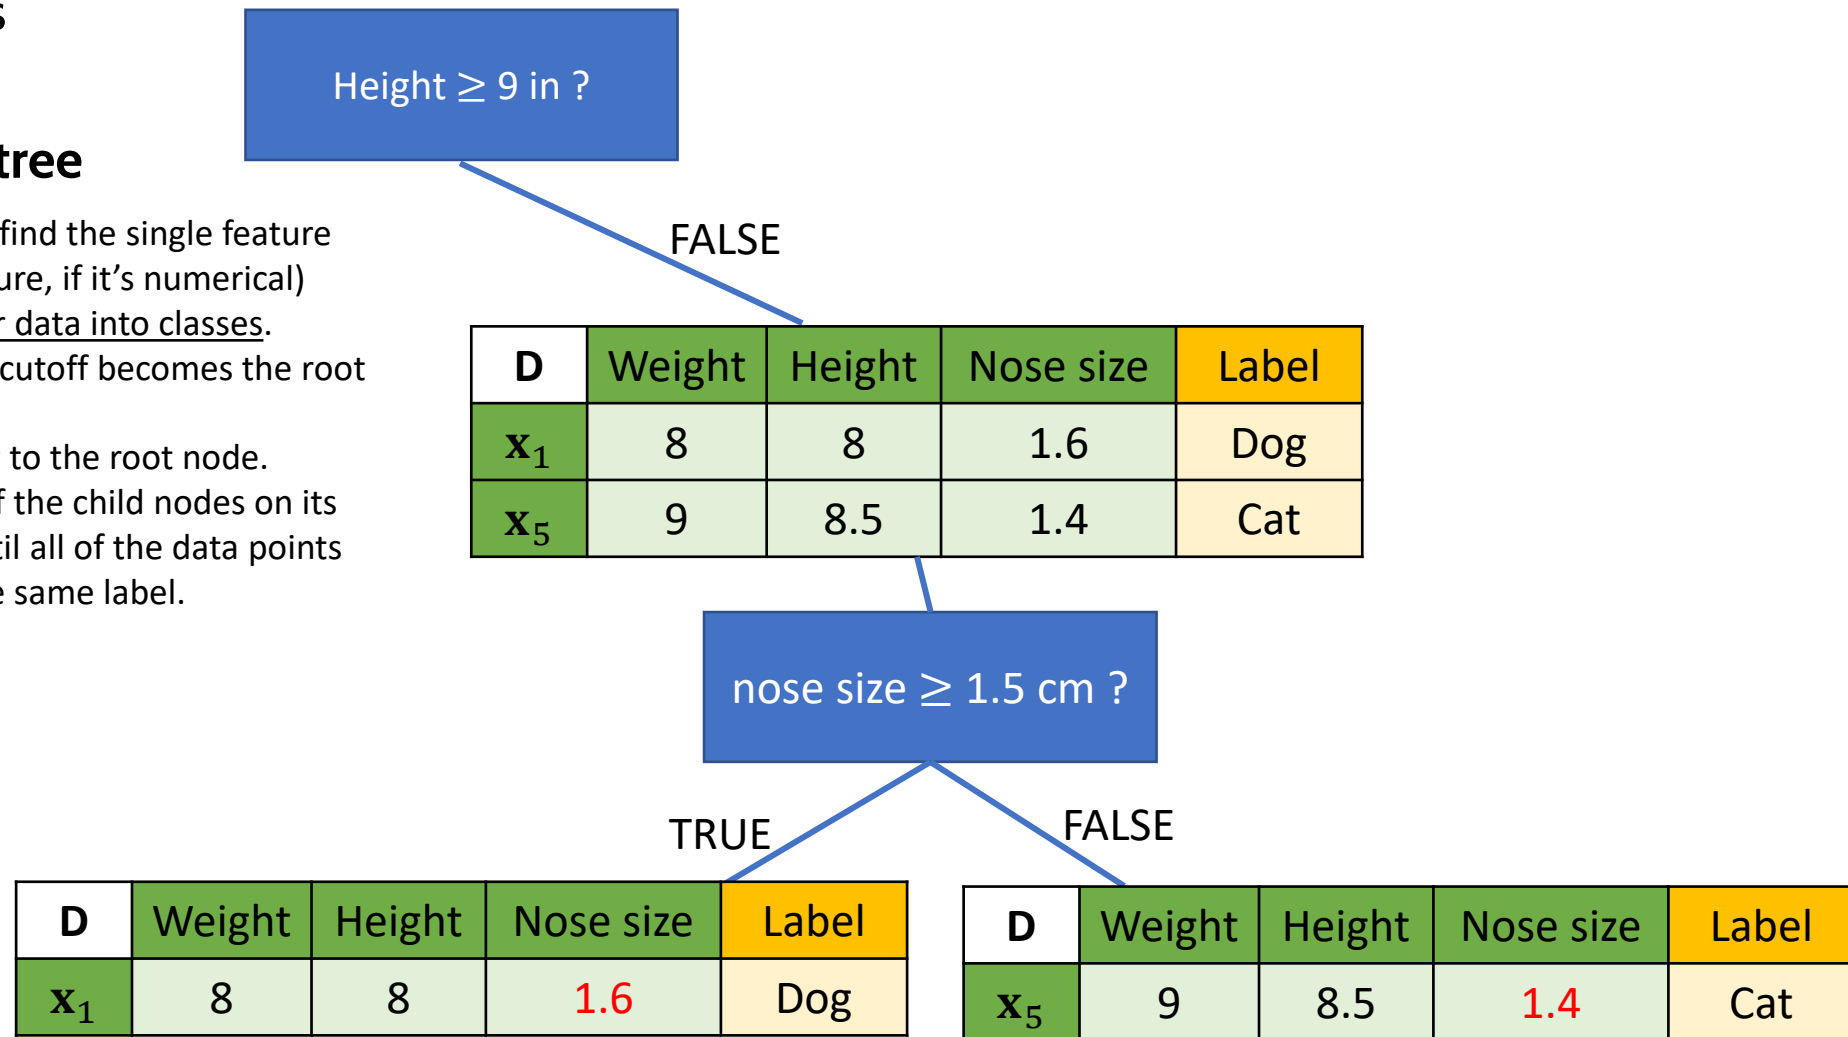 s
Height ≥ 9 in ?
tree
find the single feature
ure, if it's numerical)
r data into classes.
cutoff becomes the root
to the root node.
f the child nodes on its
til all of the data points
e same label.
FALSE
D Weight Height Nose size Label
x₁ 8 8 1.6 Dog
x₅ 9 8.5 1.4 Cat
nose size ≥ 1.5 cm ?
TRUE
FALSE
D Weight Height Nose size Label
x₁ 8 8 1.6 Dog
D Weight Height Nose size Label
x₅ 9 8.5 1.4 Cat